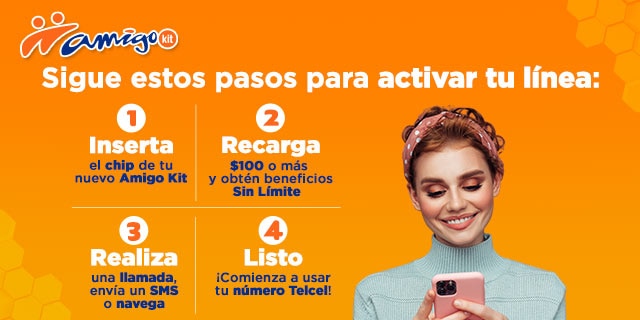 amigo kit
Sigue estos pasos para activar tu línea:
1
Inserta
el chip de tu
nuevo Amigo Kit
2
Recarga
$100 o más
y obtén beneficios
Sin Límite
3
Realiza
una llamada,
envía un SMS
o navega
4
Listo
¡Comienza a usar
tu número Telcel!